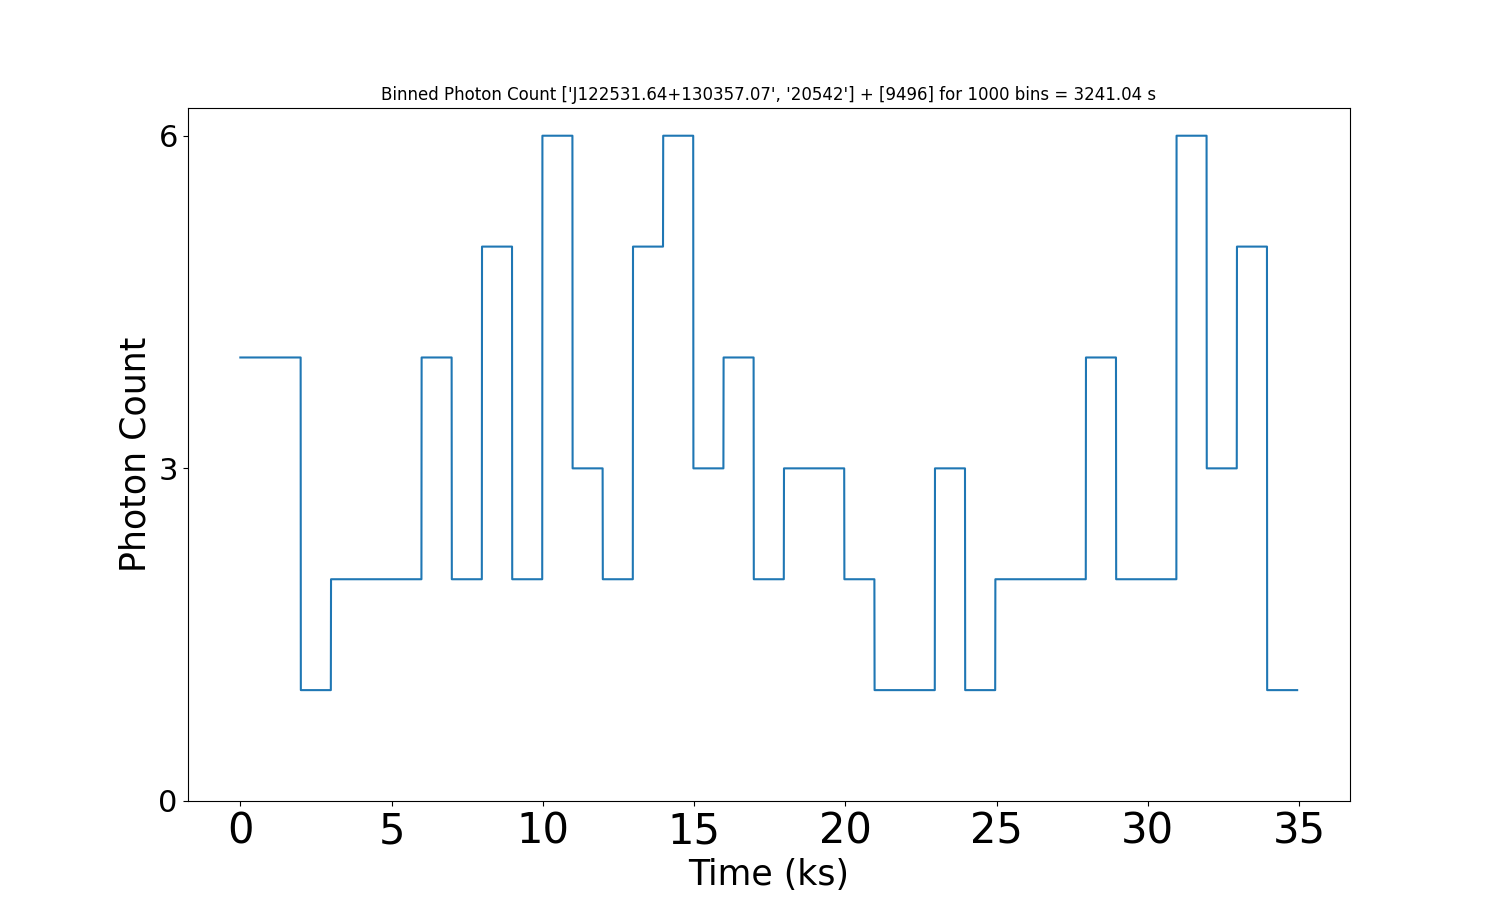 Binned Photon Count ['J122531.64+130357.07', '20542'] + [9496] for 1000 bins = 3241.04 s
6
3
0
Photon Count
0 5 10 15 20 25 30 35
Time (ks)